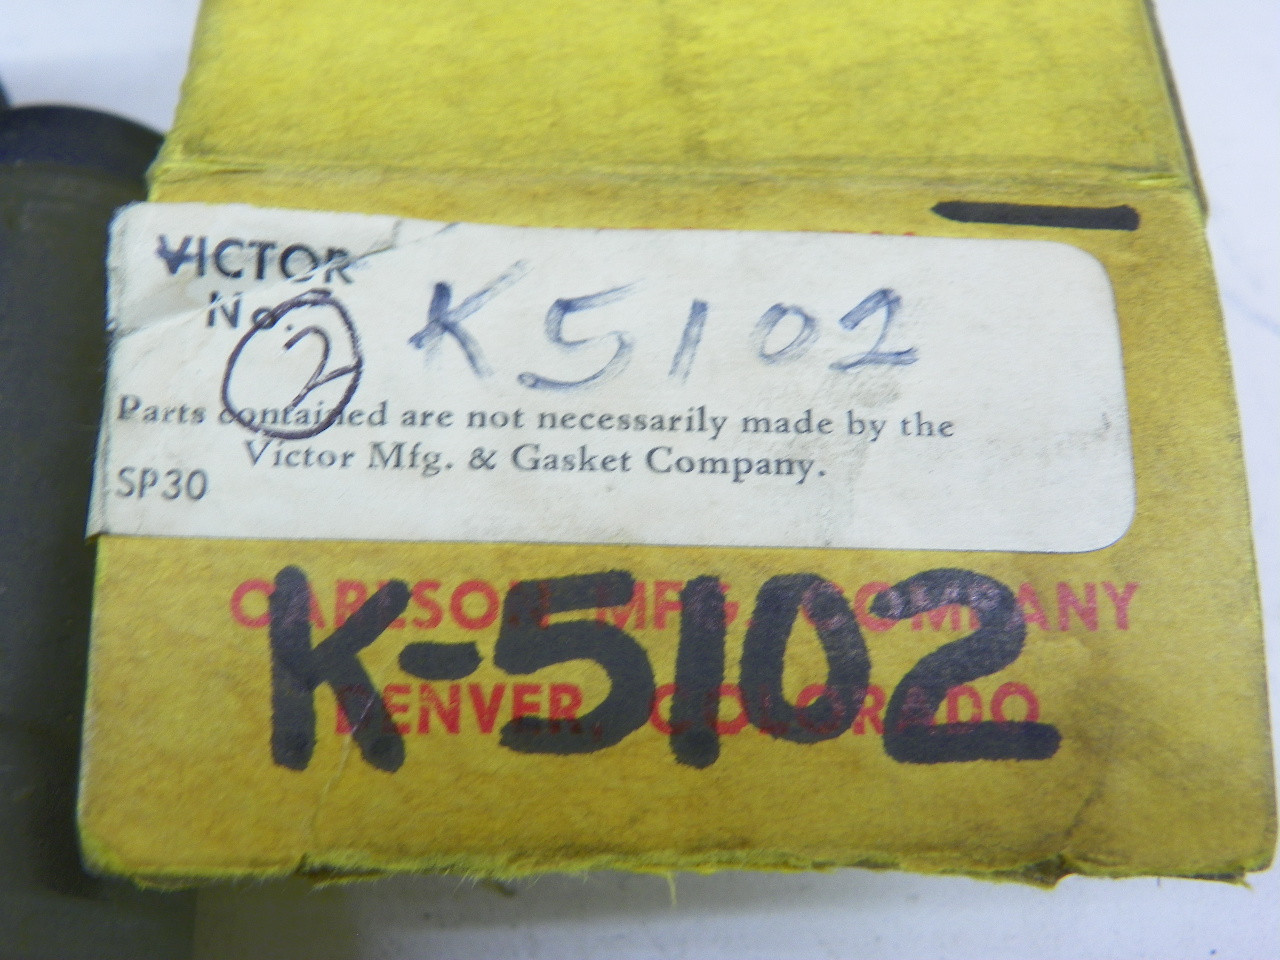 VICTOR
No. K5102
2
Parts contained are not necessarily made by the
Victor Mfg. & Gasket Company.
SP30
CARLSON MFG. COMPANY
K-5102
DENVER, COLORADO